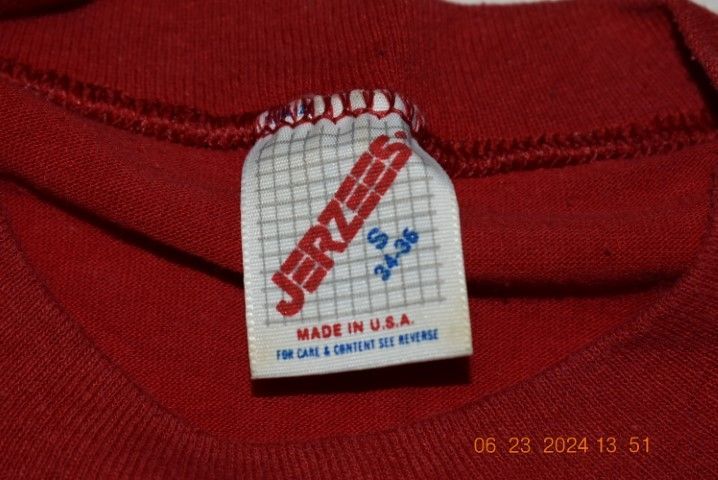 JERZEES
S
34-36
MADE IN U.S.A.
FOR CARE & CONTENT SEE REVERSE
06 23 2024 13 51